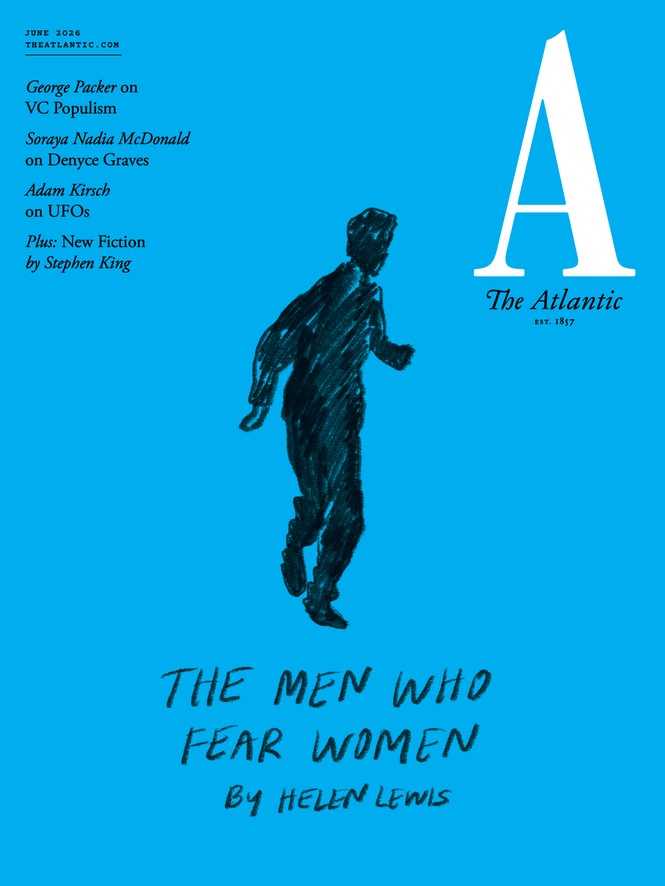 JUNE 2026
THEATLANTIC.COM
George Packer on
VC Populism
Soraya Nadia McDonald
on Denyce Graves
Adam Kirsch
on UFOs
Plus: New Fiction
by Stephen King
A
The Atlantic
EST. 1857
THE MEN WHO
FEAR WOMEN
BY HELEN LEWIS